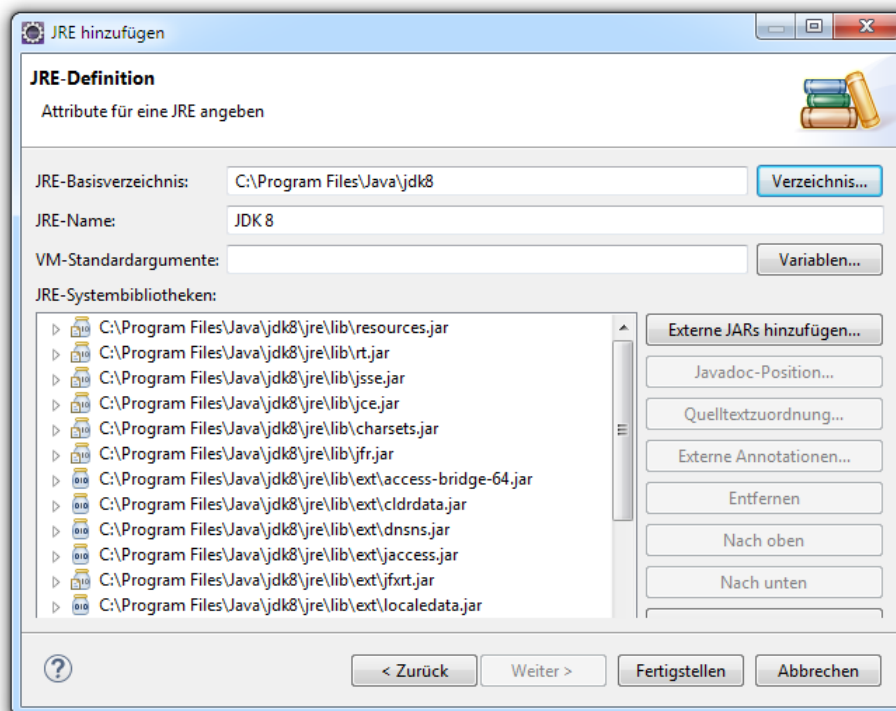 JRE hinzufügen
JRE-Definition
Attribute für eine JRE angeben
JRE-Basisverzeichnis: C:\Program Files\Java\jdk8 Verzeichnis...
JRE-Name: JDK 8
VM-Standardargumente: Variablen...
JRE-Systembibliotheken:
C:\Program Files\Java\jdk8\jre\lib\resources.jar
C:\Program Files\Java\jdk8\jre\lib\rt.jar
C:\Program Files\Java\jdk8\jre\lib\jsse.jar
C:\Program Files\Java\jdk8\jre\lib\jce.jar
C:\Program Files\Java\jdk8\jre\lib\charsets.jar
C:\Program Files\Java\jdk8\jre\lib\jfr.jar
C:\Program Files\Java\jdk8\jre\lib\ext\access-bridge-64.jar
C:\Program Files\Java\jdk8\jre\lib\ext\cldrdata.jar
C:\Program Files\Java\jdk8\jre\lib\ext\dnsns.jar
C:\Program Files\Java\jdk8\jre\lib\ext\jaccess.jar
C:\Program Files\Java\jdk8\jre\lib\ext\jfxrt.jar
C:\Program Files\Java\jdk8\jre\lib\ext\localedata.jar
Externe JARs hinzufügen...
Javadoc-Position...
Quelltextzuordnung...
Externe Annotationen...
Entfernen
Nach oben
Nach unten
? < Zurück Weiter > Fertigstellen Abbrechen